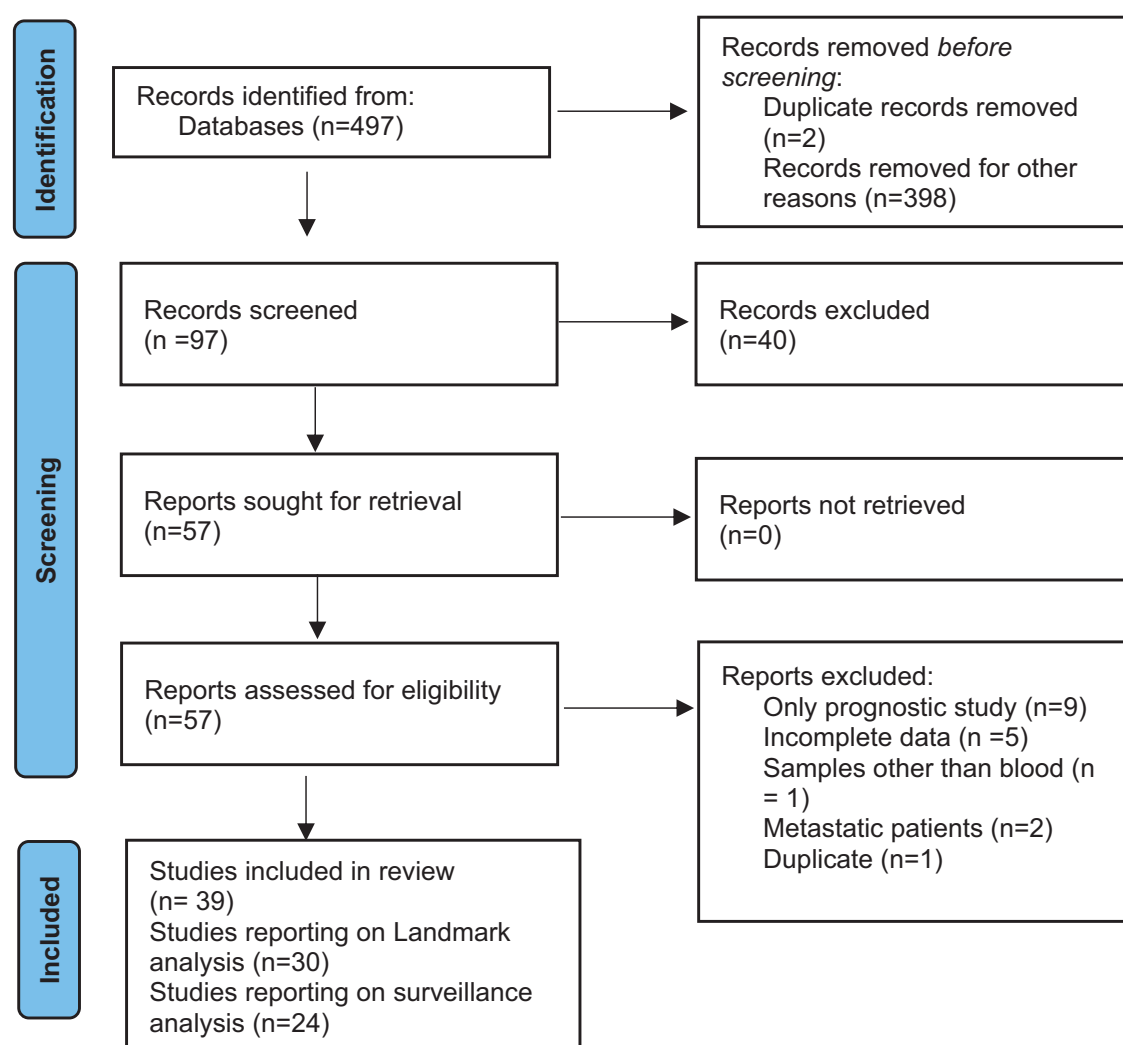 Identification
Records identified from:
Databases (n=497)
Records removed before
screening:
Duplicate records removed
(n=2)
Records removed for other
reasons (n=398)
Screening
Records screened
(n =97)
Records excluded
(n=40)
Reports sought for retrieval
(n=57)
Reports not retrieved
(n=0)
Reports assessed for eligibility
(n=57)
Reports excluded:
Only prognostic study (n=9)
Incomplete data (n =5)
Samples other than blood (n
= 1)
Metastatic patients (n=2)
Duplicate (n=1)
Included
Studies included in review
(n= 39)
Studies reporting on Landmark
analysis (n=30)
Studies reporting on surveillance
analysis (n=24)